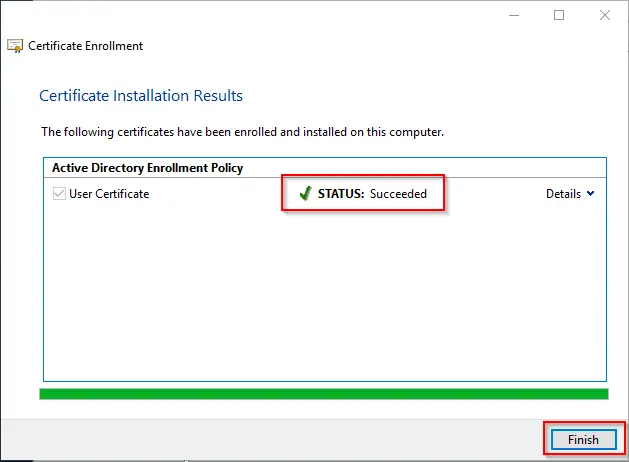 Certificate Enrollment
Certificate Installation Results
The following certificates have been enrolled and installed on this computer.
Active Directory Enrollment Policy
User Certificate STATUS: Succeeded Details
Finish